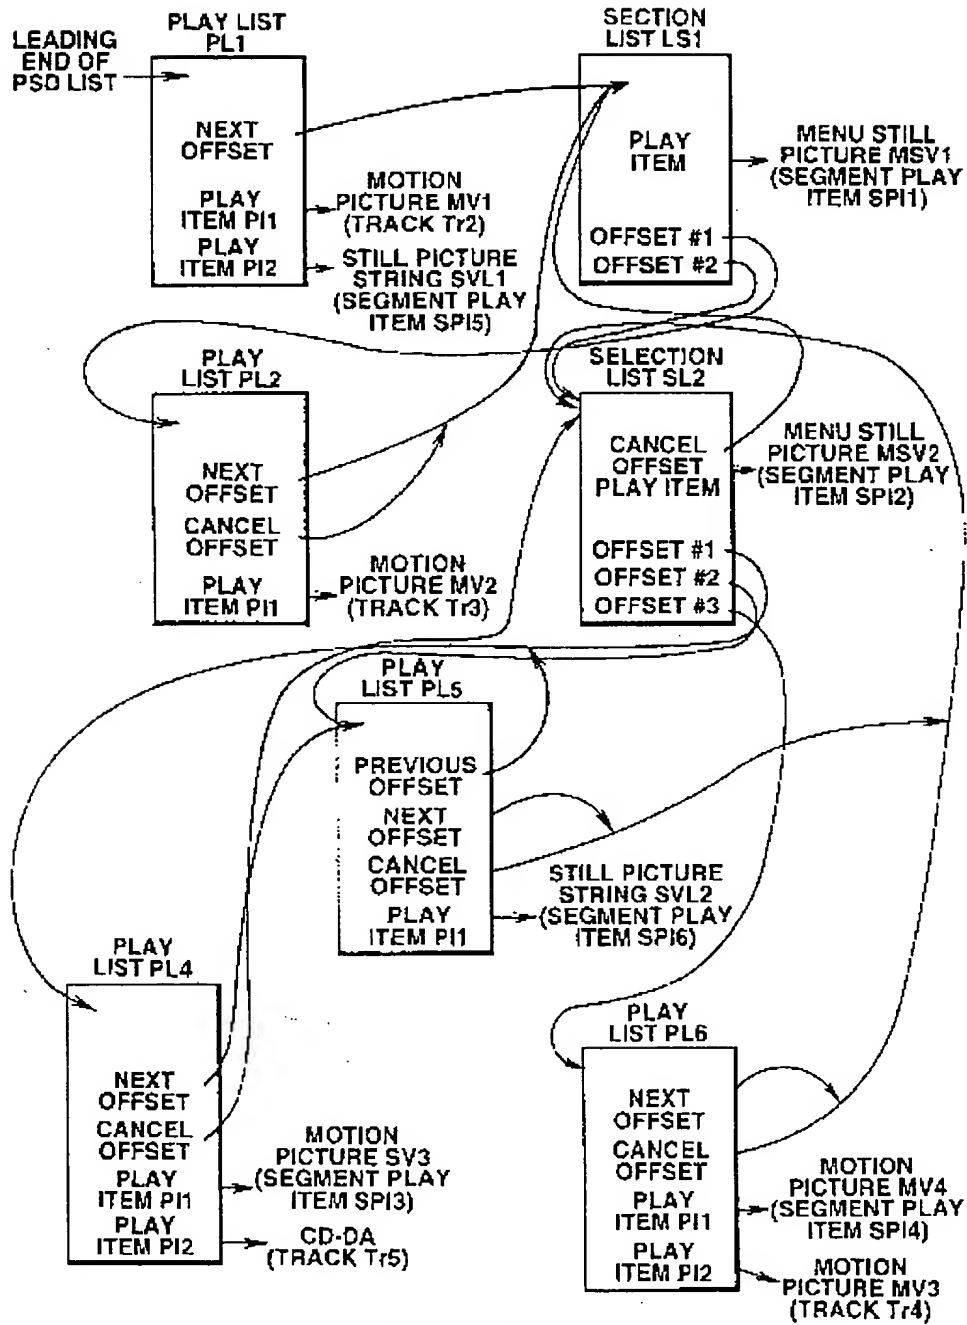 PLAY LIST
PL1
LEADING
END OF
PSD LIST
NEXT
OFFSET
PLAY
ITEM PI1
PLAY
ITEM PI2
MOTION
PICTURE MV1
(TRACK Tr2)
STILL PICTURE
STRING SVL1
(SEGMENT PLAY
ITEM SPI5)
SECTION
LIST LS1
PLAY
ITEM
OFFSET #1
OFFSET #2
MENU STILL
PICTURE MSV1
(SEGMENT PLAY
ITEM SPI1)
PLAY
LIST PL2
NEXT
OFFSET
CANCEL
OFFSET
PLAY
ITEM PI1
MOTION
PICTURE MV2
(TRACK Tr3)
SELECTION
LIST SL2
CANCEL
OFFSET
PLAY ITEM
OFFSET #1
OFFSET #2
OFFSET #3
MENU STILL
PICTURE MSV2
(SEGMENT PLAY
ITEM SPI2)
PLAY
LIST PL5
PREVIOUS
OFFSET
NEXT
OFFSET
CANCEL
OFFSET
PLAY
ITEM PI1
STILL PICTURE
STRING SVL2
(SEGMENT PLAY
ITEM SPI6)
PLAY
LIST PL4
NEXT
OFFSET
CANCEL
OFFSET
PLAY
ITEM PI1
PLAY
ITEM PI2
MOTION
PICTURE SV3
(SEGMENT PLAY
ITEM SPI3)
CD-DA
(TRACK Tr5)
PLAY
LIST PL6
NEXT
OFFSET
CANCEL
OFFSET
PLAY
ITEM PI1
PLAY
ITEM PI2
MOTION
PICTURE MV4
(SEGMENT PLAY
ITEM SPI4)
MOTION
PICTURE MV3
(TRACK Tr4)